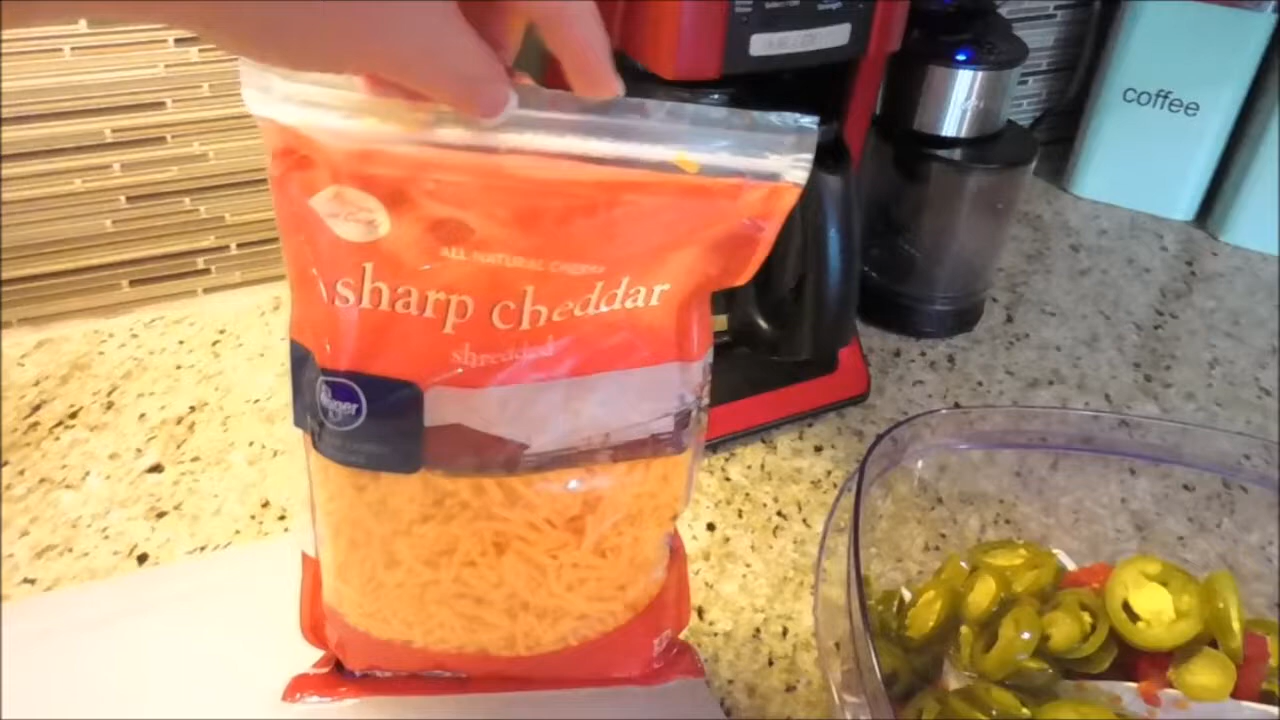 coffee
ALL NATURAL CHEESE
sharp cheddar
shredded
Kroger